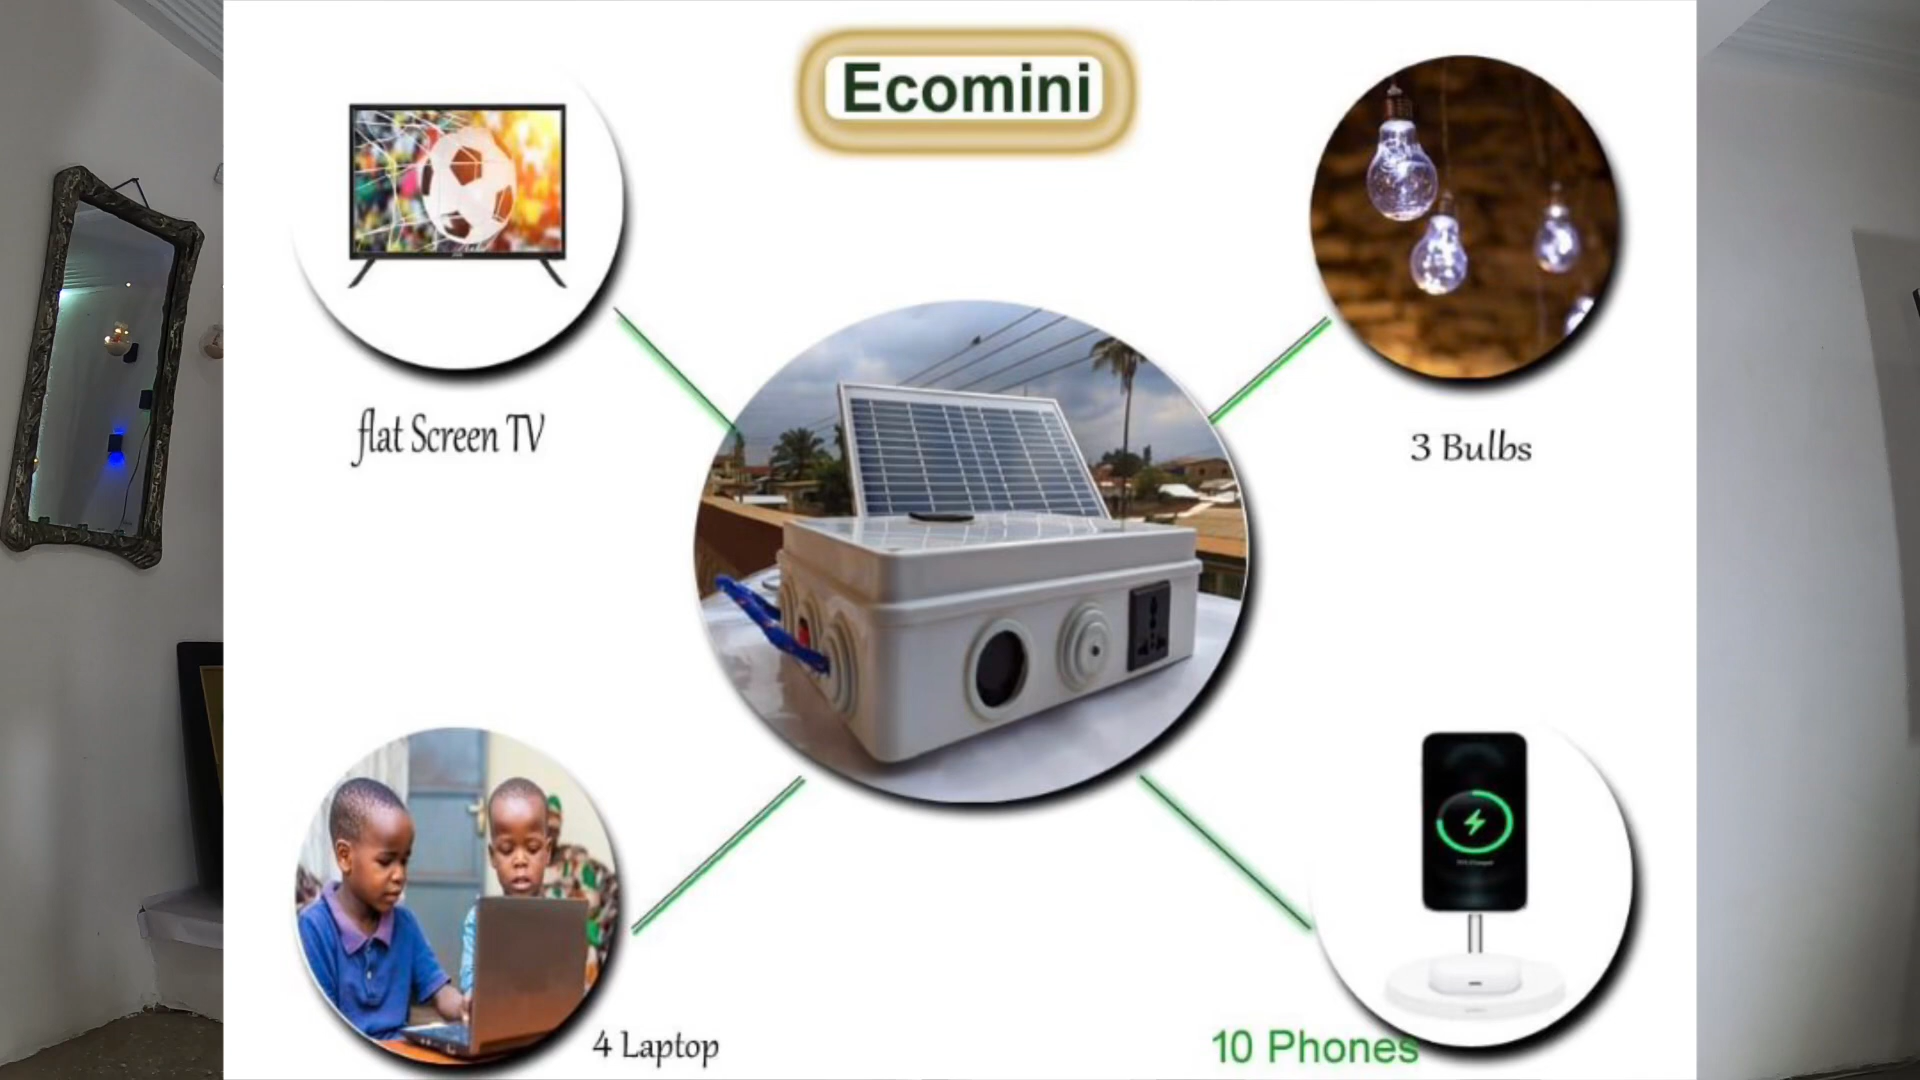 Ecomini
flat Screen TV
3 Bulbs
4 Laptop
10 Phones